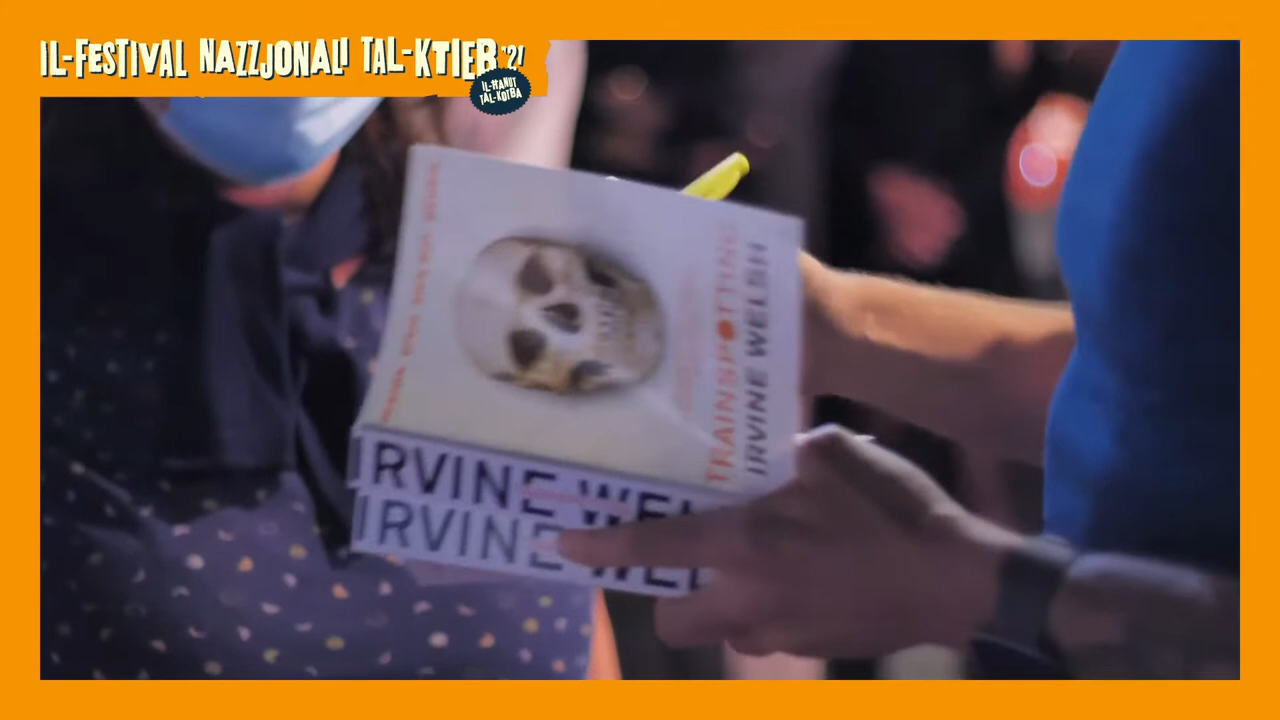 IL-FESTIVAL NAZZJONALI TAL-KTIEB '21
IL-ĦANUT
TAL-KOTBA
TRAINSPOTTING
IRVINE WELSH
IRVINE WEL
IRVINE WEL